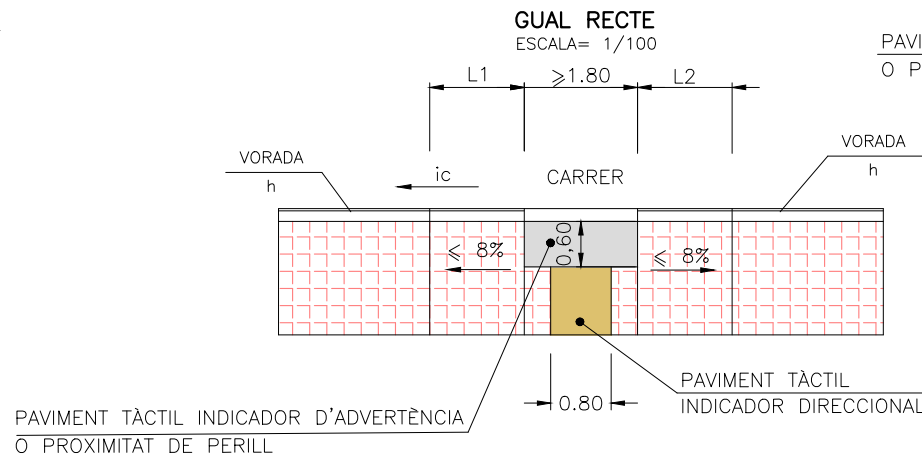 GUAL RECTE
ESCALA= 1/100
PAVI
O P
L1
≥1.80
L2
VORADA
h
ic
CARRER
VORADA
h
≤ 8%
0,60
≤ 8%
0.80
PAVIMENT TÀCTIL
INDICADOR DIRECCIONAL
PAVIMENT TÀCTIL INDICADOR D'ADVERTÈNCIA
O PROXIMITAT DE PERILL